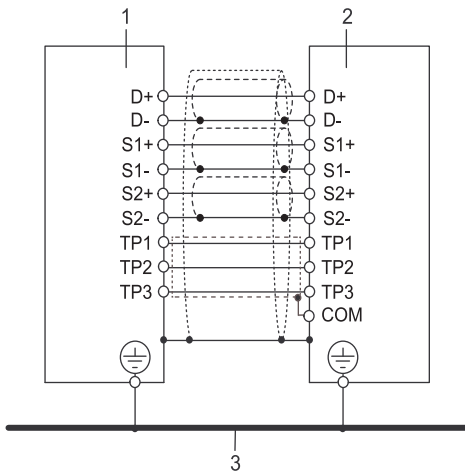 1 2
D+ D+
D- D-
S1+ S1+
S1- S1-
S2+ S2+
S2- S2-
TP1 TP1
TP2 TP2
TP3 TP3
COM
3